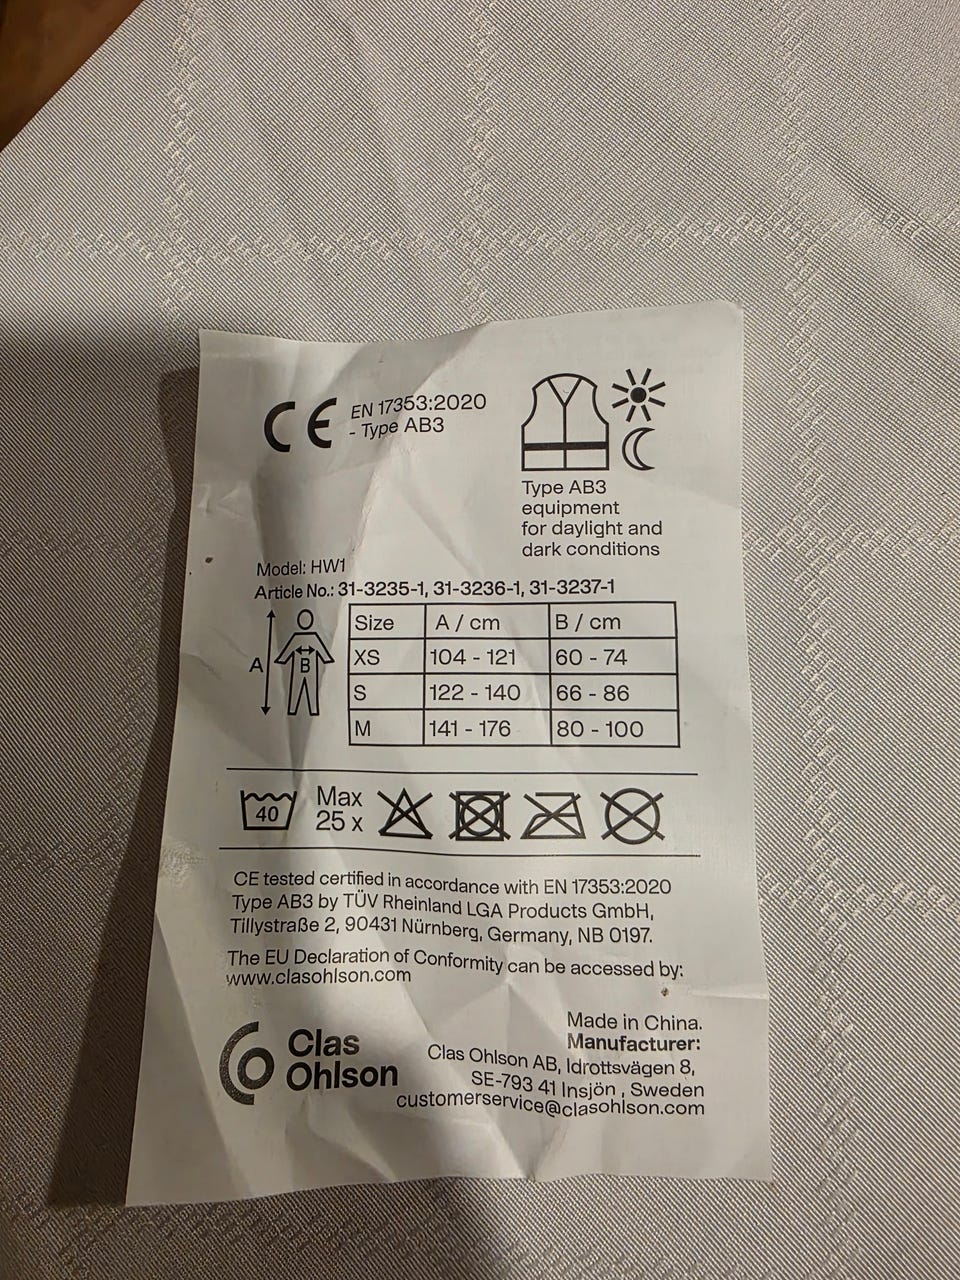 CE EN 17353:2020
- Type AB3
Type AB3
equipment
for daylight and
dark conditions
Model: HW1
Article No.: 31-3235-1, 31-3236-1, 31-3237-1
A
B
Size A / cm B / cm
XS 104 - 121 60 - 74
S 122 - 140 66 - 86
M 141 - 176 80 - 100
40 Max
25 x
CE tested certified in accordance with EN 17353:2020
Type AB3 by TÜV Rheinland LGA Products GmbH,
Tillystraße 2, 90431 Nürnberg, Germany, NB 0197.
The EU Declaration of Conformity can be accessed by:
www.clasohlson.com
Clas
Ohlson
Made in China.
Manufacturer:
Clas Ohlson AB, Idrottsvägen 8,
SE-793 41 Insjön , Sweden
customerservice@clasohlson.com